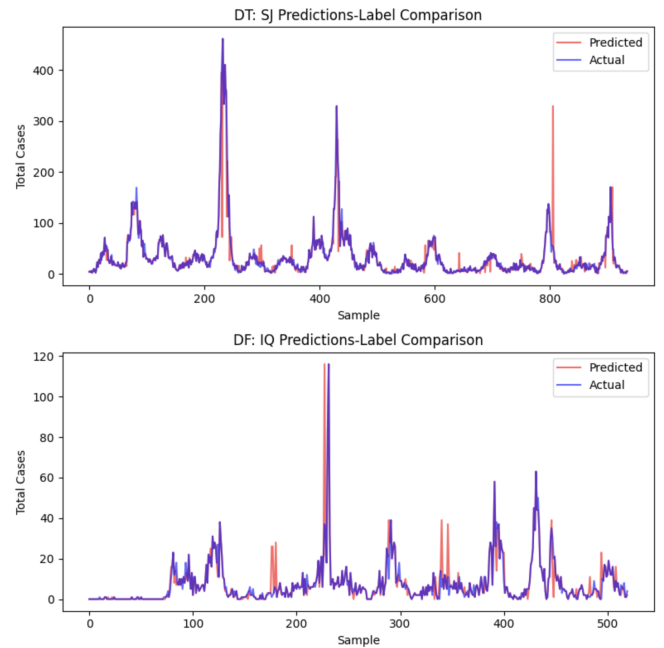 DT: SJ Predictions-Label Comparison
Predicted
Actual
Total Cases
400
300
200
100
0
0
200
400
600
800
Sample
DF: IQ Predictions-Label Comparison
Predicted
Actual
Total Cases
120
100
80
60
40
20
0
0
100
200
300
400
500
Sample